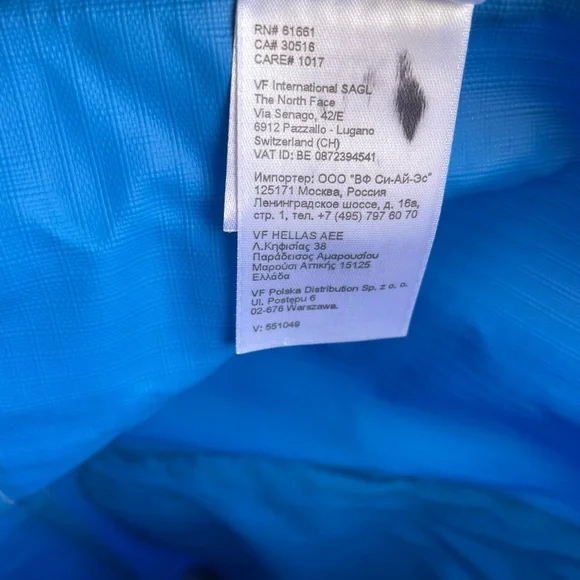 RN# 61661
CA# 30516
CARE# 1017
VF International SAGL
The North Face
Via Senago, 42/E
6912 Pazzallo - Lugano
Switzerland (CH)
VAT ID: BE 0872394541
Импортер: ООО "ВФ Си-Ай-Эс"
125171 Москва, Россия
Ленинградское шоссе, д. 16а,
стр. 1, тел. +7 (495) 797 60 70
VF HELLAS AEE
Λ.Κηφισίας 38
Παράδεισος Αμαρουσίου
Μαρούσι Αττικής 15125
Ελλάδα
VF Polska Distribution Sp. z o. o.
Ul. Postępu 6
02-676 Warszawa.
V: 551049